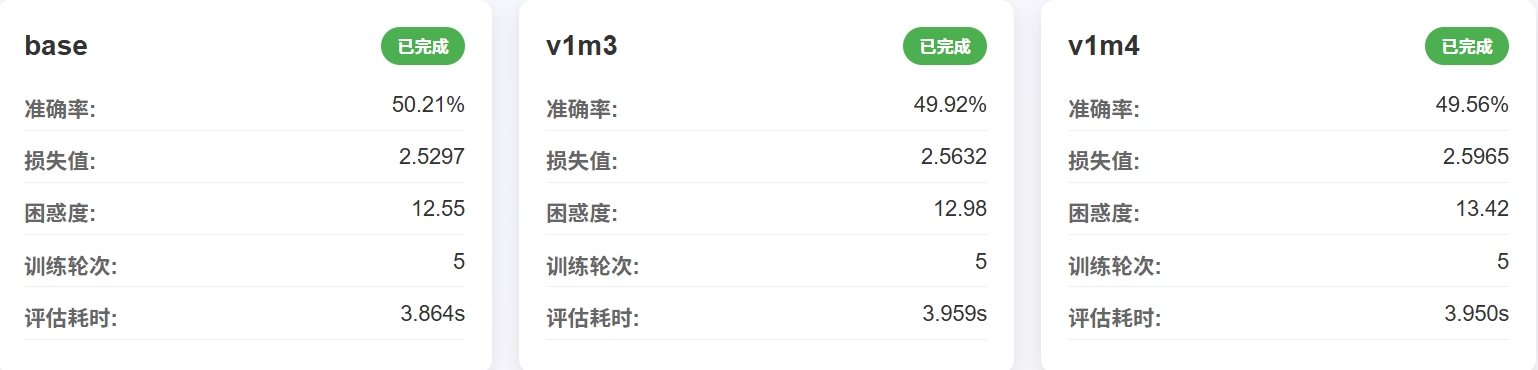 base 已完成
准确率: 50.21%
损失值: 2.5297
困惑度: 12.55
训练轮次: 5
评估耗时: 3.864s
v1m3 已完成
准确率: 49.92%
损失值: 2.5632
困惑度: 12.98
训练轮次: 5
评估耗时: 3.959s
v1m4 已完成
准确率: 49.56%
损失值: 2.5965
困惑度: 13.42
训练轮次: 5
评估耗时: 3.950s